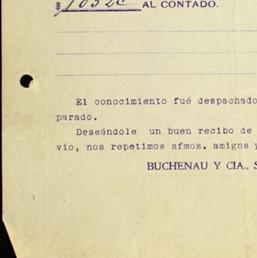 $ AL CONTADO.
El conocimiento fué despachado
parado.
Deseándole un buen recibo de
vío, nos repetimos afmos. amigos y
BUCHENAU Y CIA., S